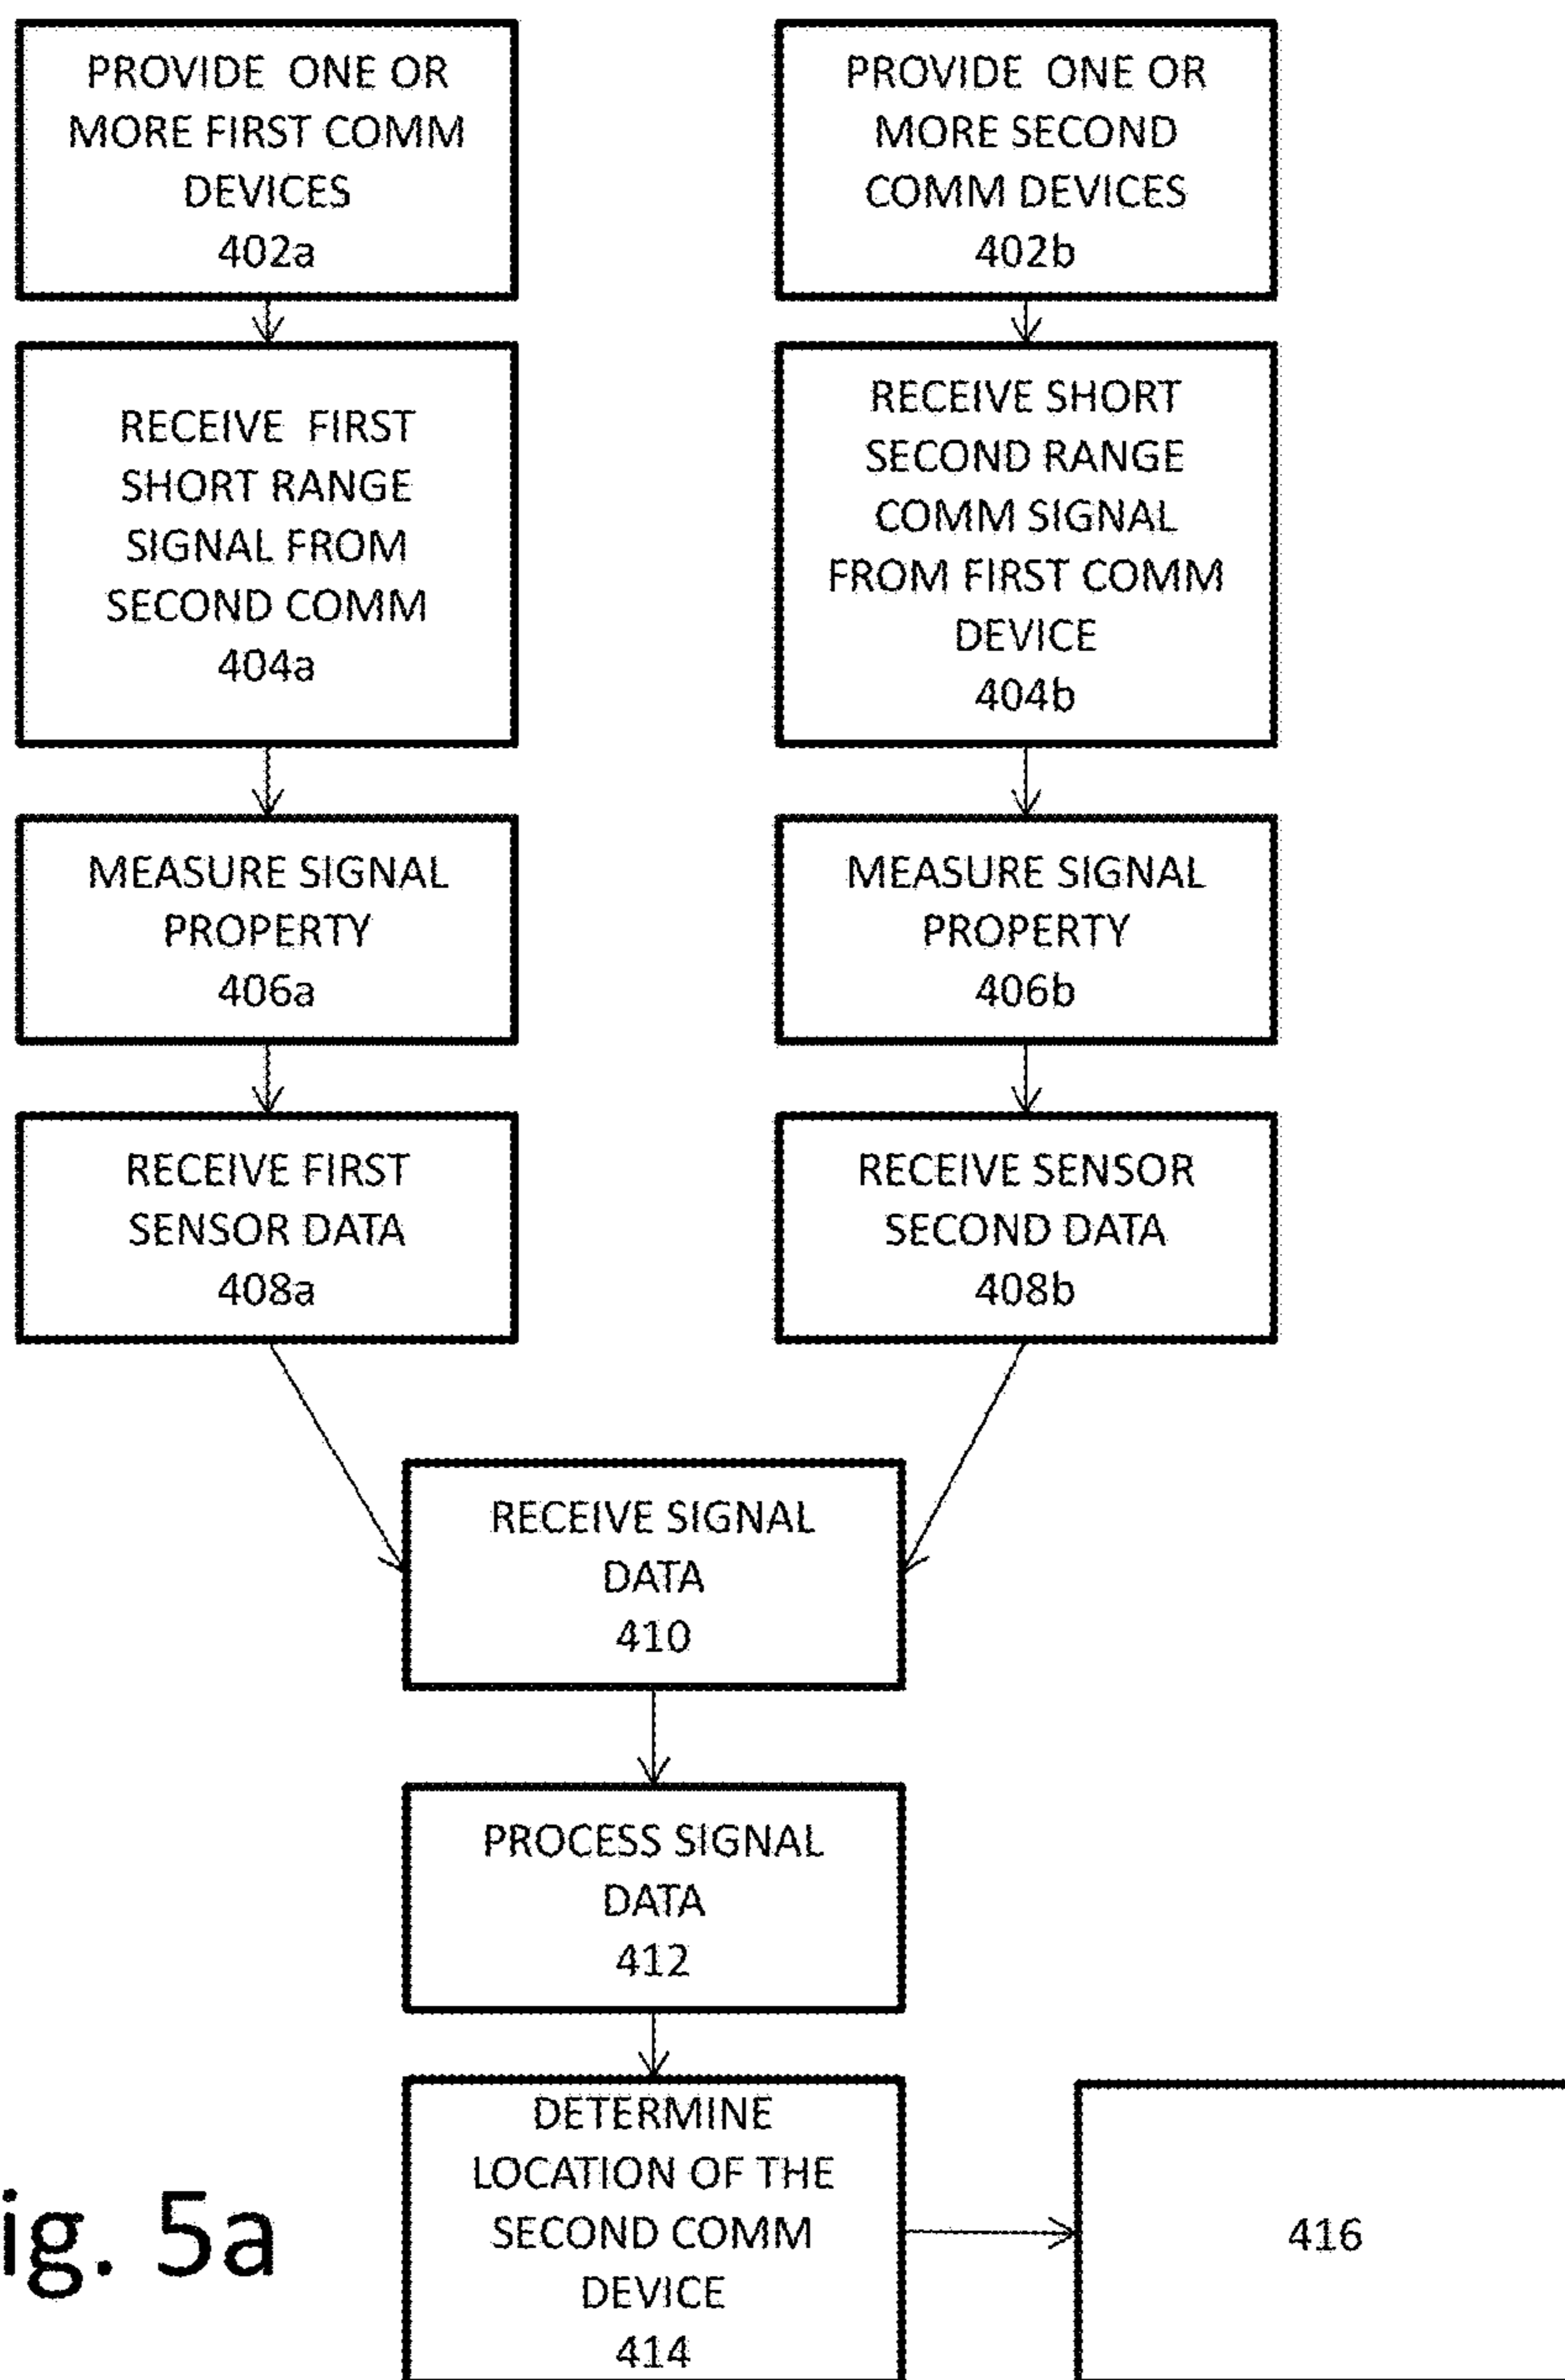 PROVIDE ONE OR
MORE FIRST COMM
DEVICES
402a
PROVIDE ONE OR
MORE SECOND
COMM DEVICES
402b
RECEIVE FIRST
SHORT RANGE
SIGNAL FROM
SECOND COMM
404a
RECEIVE SHORT
SECOND RANGE
COMM SIGNAL
FROM FIRST COMM
DEVICE
404b
MEASURE SIGNAL
PROPERTY
406a
MEASURE SIGNAL
PROPERTY
406b
RECEIVE FIRST
SENSOR DATA
408a
RECEIVE SENSOR
SECOND DATA
408b
RECEIVE SIGNAL
DATA
410
PROCESS SIGNAL
DATA
412
DETERMINE
LOCATION OF THE
SECOND COMM
DEVICE
414
416
ig. 5a